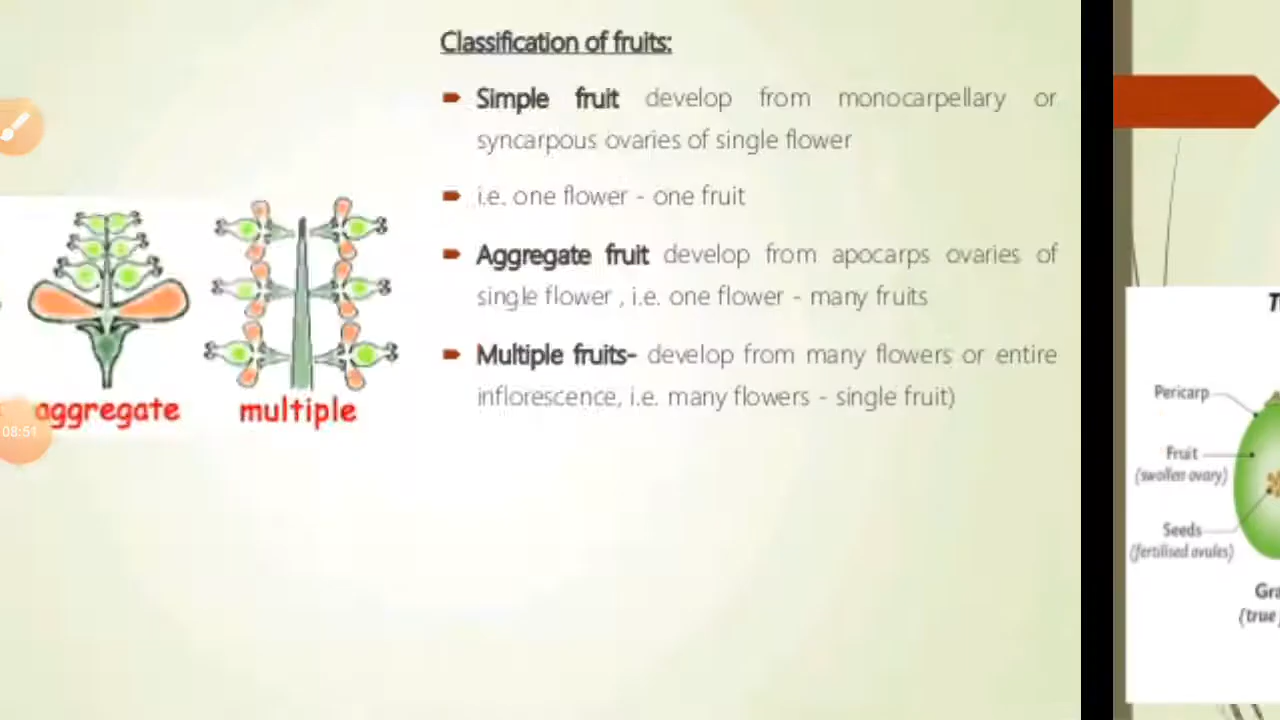 Classification of fruits:
Simple fruit develop from monocarpellary or
syncarpous ovaries of single flower
i.e. one flower - one fruit
Aggregate fruit develop from apocarps ovaries of
single flower , i.e. one flower - many fruits
Multiple fruits- develop from many flowers or entire
inflorescence, i.e. many flowers - single fruit)
aggregate
multiple
08:51
Pericarp
Fruit
(swollen ovary)
Seeds
(fertilised ovules)
(true